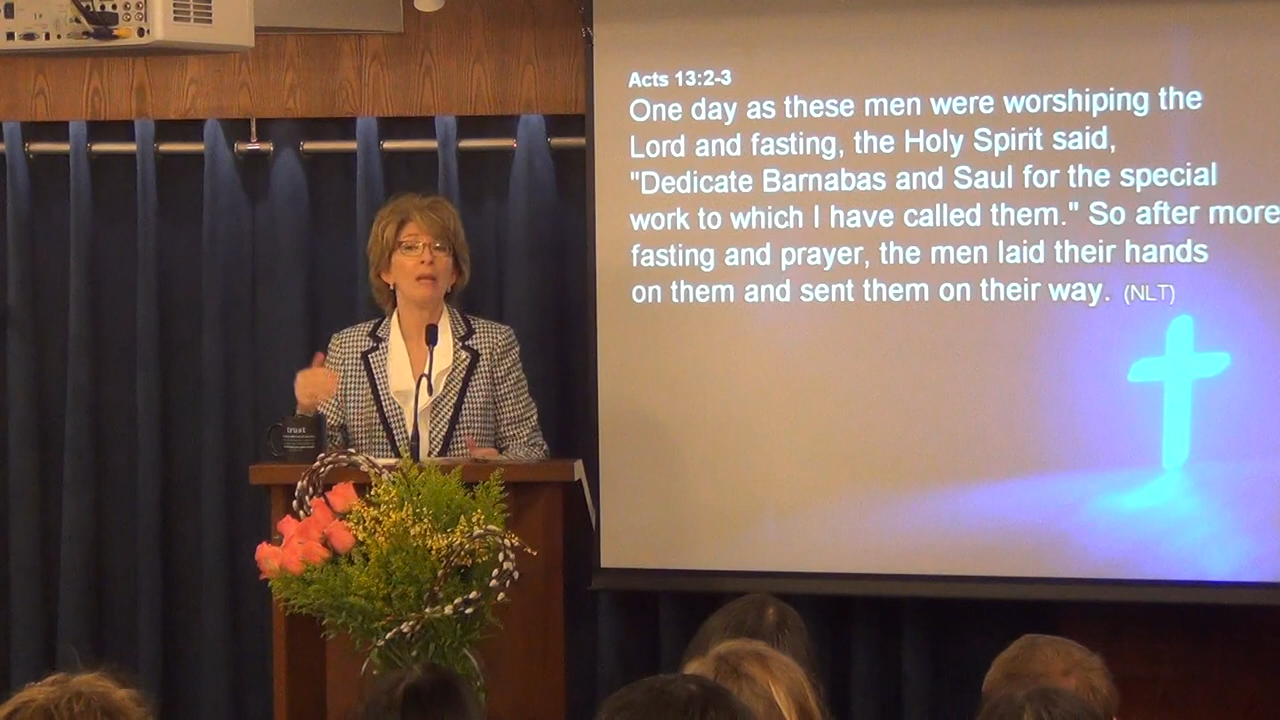 Acts 13:2-3
One day as these men were worshiping the
Lord and fasting, the Holy Spirit said,
"Dedicate Barnabas and Saul for the special
work to which I have called them." So after more
fasting and prayer, the men laid their hands
on them and sent them on their way. (NLT)
trust